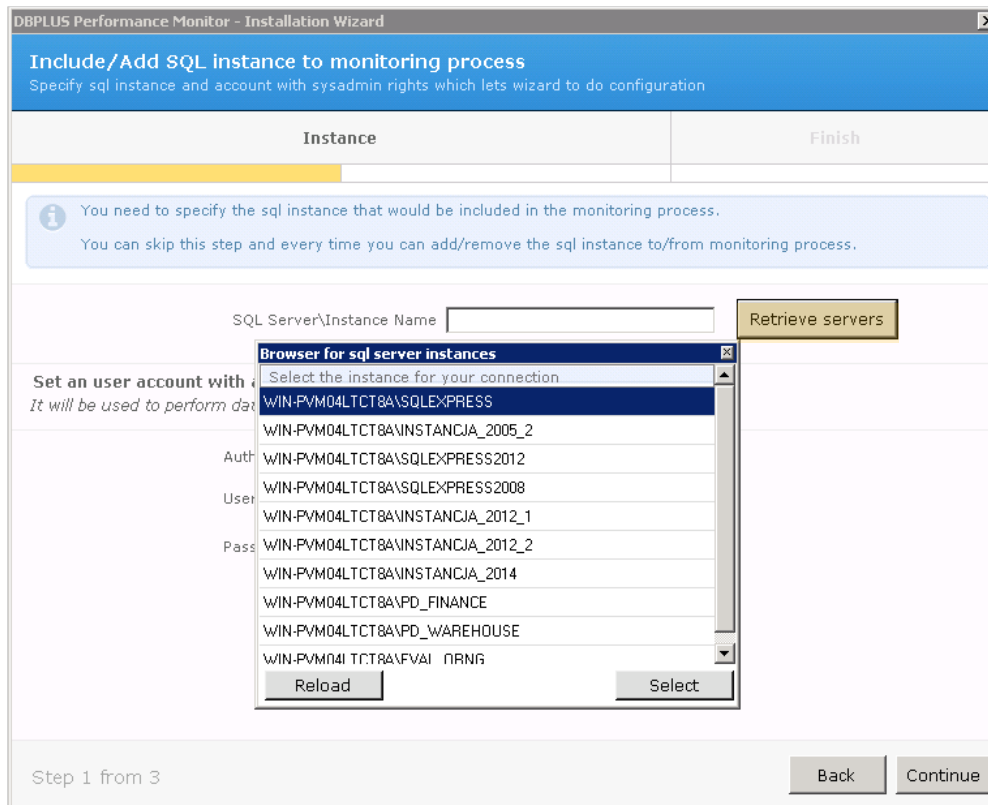 DBPLUS Performance Monitor - Installation Wizard
Include/Add SQL instance to monitoring process
Specify sql instance and account with sysadmin rights which lets wizard to do configuration
Instance
Finish
You need to specify the sql instance that would be included in the monitoring process.
You can skip this step and every time you can add/remove the sql instance to/from monitoring process.
SQL Server\Instance Name
Retrieve servers
Browser for sql server instances
Select the instance for your connection
Set an user account with
It will be used to perform
WIN-PVM04LTCT8A\SQLEXPRESS
WIN-PVM04LTCT8A\INSTANCJA_2005_2
WIN-PVM04LTCT8A\SQLEXPRESS2012
Auth
WIN-PVM04LTCT8A\SQLEXPRESS2008
User
WIN-PVM04LTCT8A\INSTANCJA_2012_1
WIN-PVM04LTCT8A\INSTANCJA_2012_2
Pass
WIN-PVM04LTCT8A\INSTANCJA_2014
WIN-PVM04LTCT8A\PD_FINANCE
WIN-PVM04LTCT8A\PD_WAREHOUSE
WIN-PVM04LTCT8A\EVAL_ORNG
Reload
Select
Step 1 from 3
Back
Continue